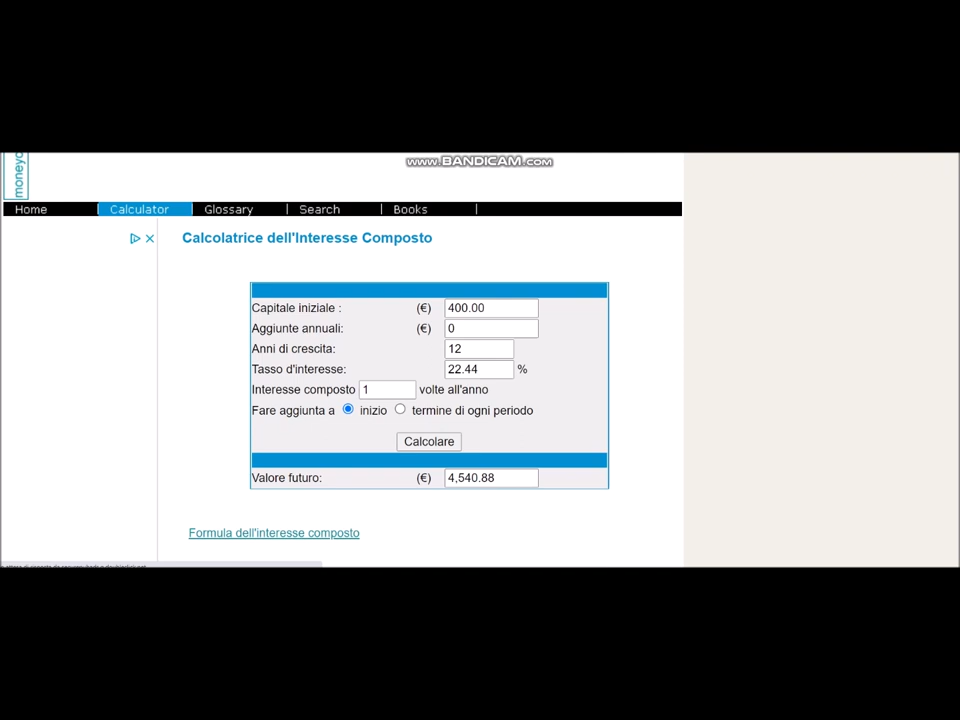 www.BANDICAM.com
moneyc
Home | Calculator | Glossary | Search | Books |
Calcolatrice dell'Interesse Composto
Capitale iniziale : (€) 400.00
Aggiunte annuali: (€) 0
Anni di crescita: 12
Tasso d'interesse: 22.44 %
Interesse composto 1 volte all'anno
Fare aggiunta a inizio termine di ogni periodo
Calcolare
Valore futuro: (€) 4,540.88
Formula dell'interesse composto